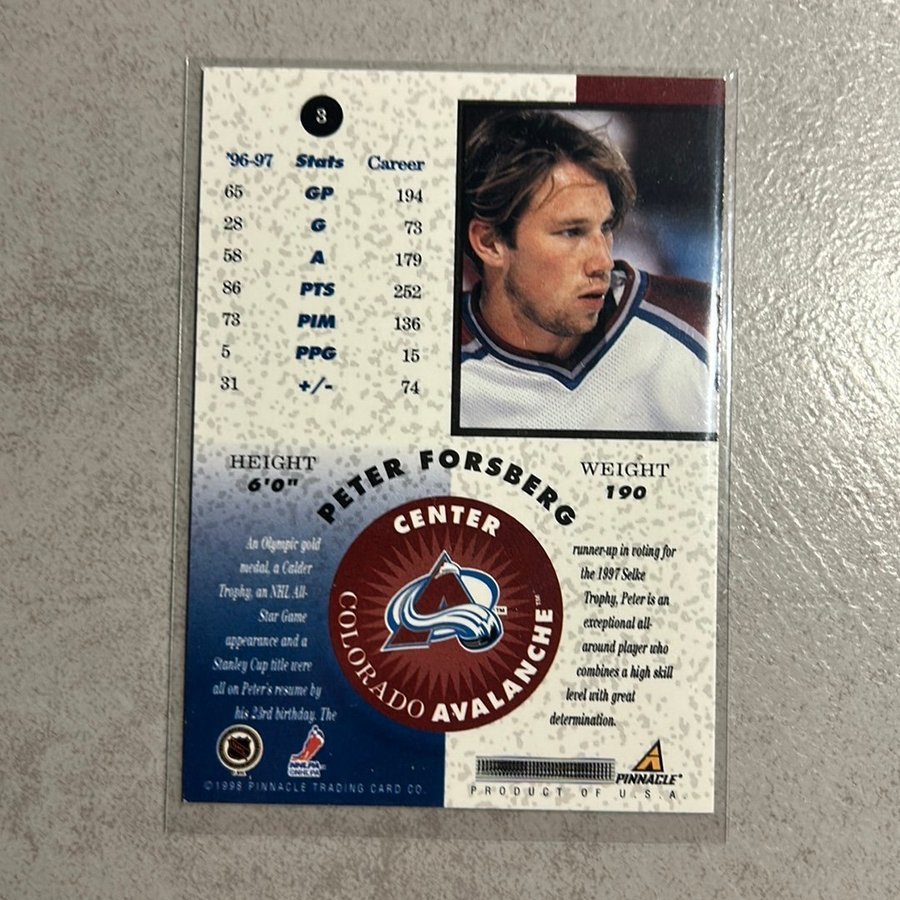 3
'96-97 Stats Career
65 GP 194
28 G 73
58 A 179
86 PTS 252
73 PIM 136
5 PPG 15
31 +/- 74
HEIGHT
6'0"
PETER FORSBERG
WEIGHT
190
CENTER
COLORADO AVALANCHE™
An Olympic gold
medal, a Calder
Trophy, an NHL All-
Star Game
appearance and a
Stanley Cup title were
all on Peter's resume by
his 23rd birthday. The
runner-up in voting for
the 1997 Selke
Trophy, Peter is an
exceptional all-
around player who
combines a high skill
level with great
determination.
NHLPA
PINNACLE
©1998 PINNACLE TRADING CARD CO.
PRODUCT OF U.S.A.